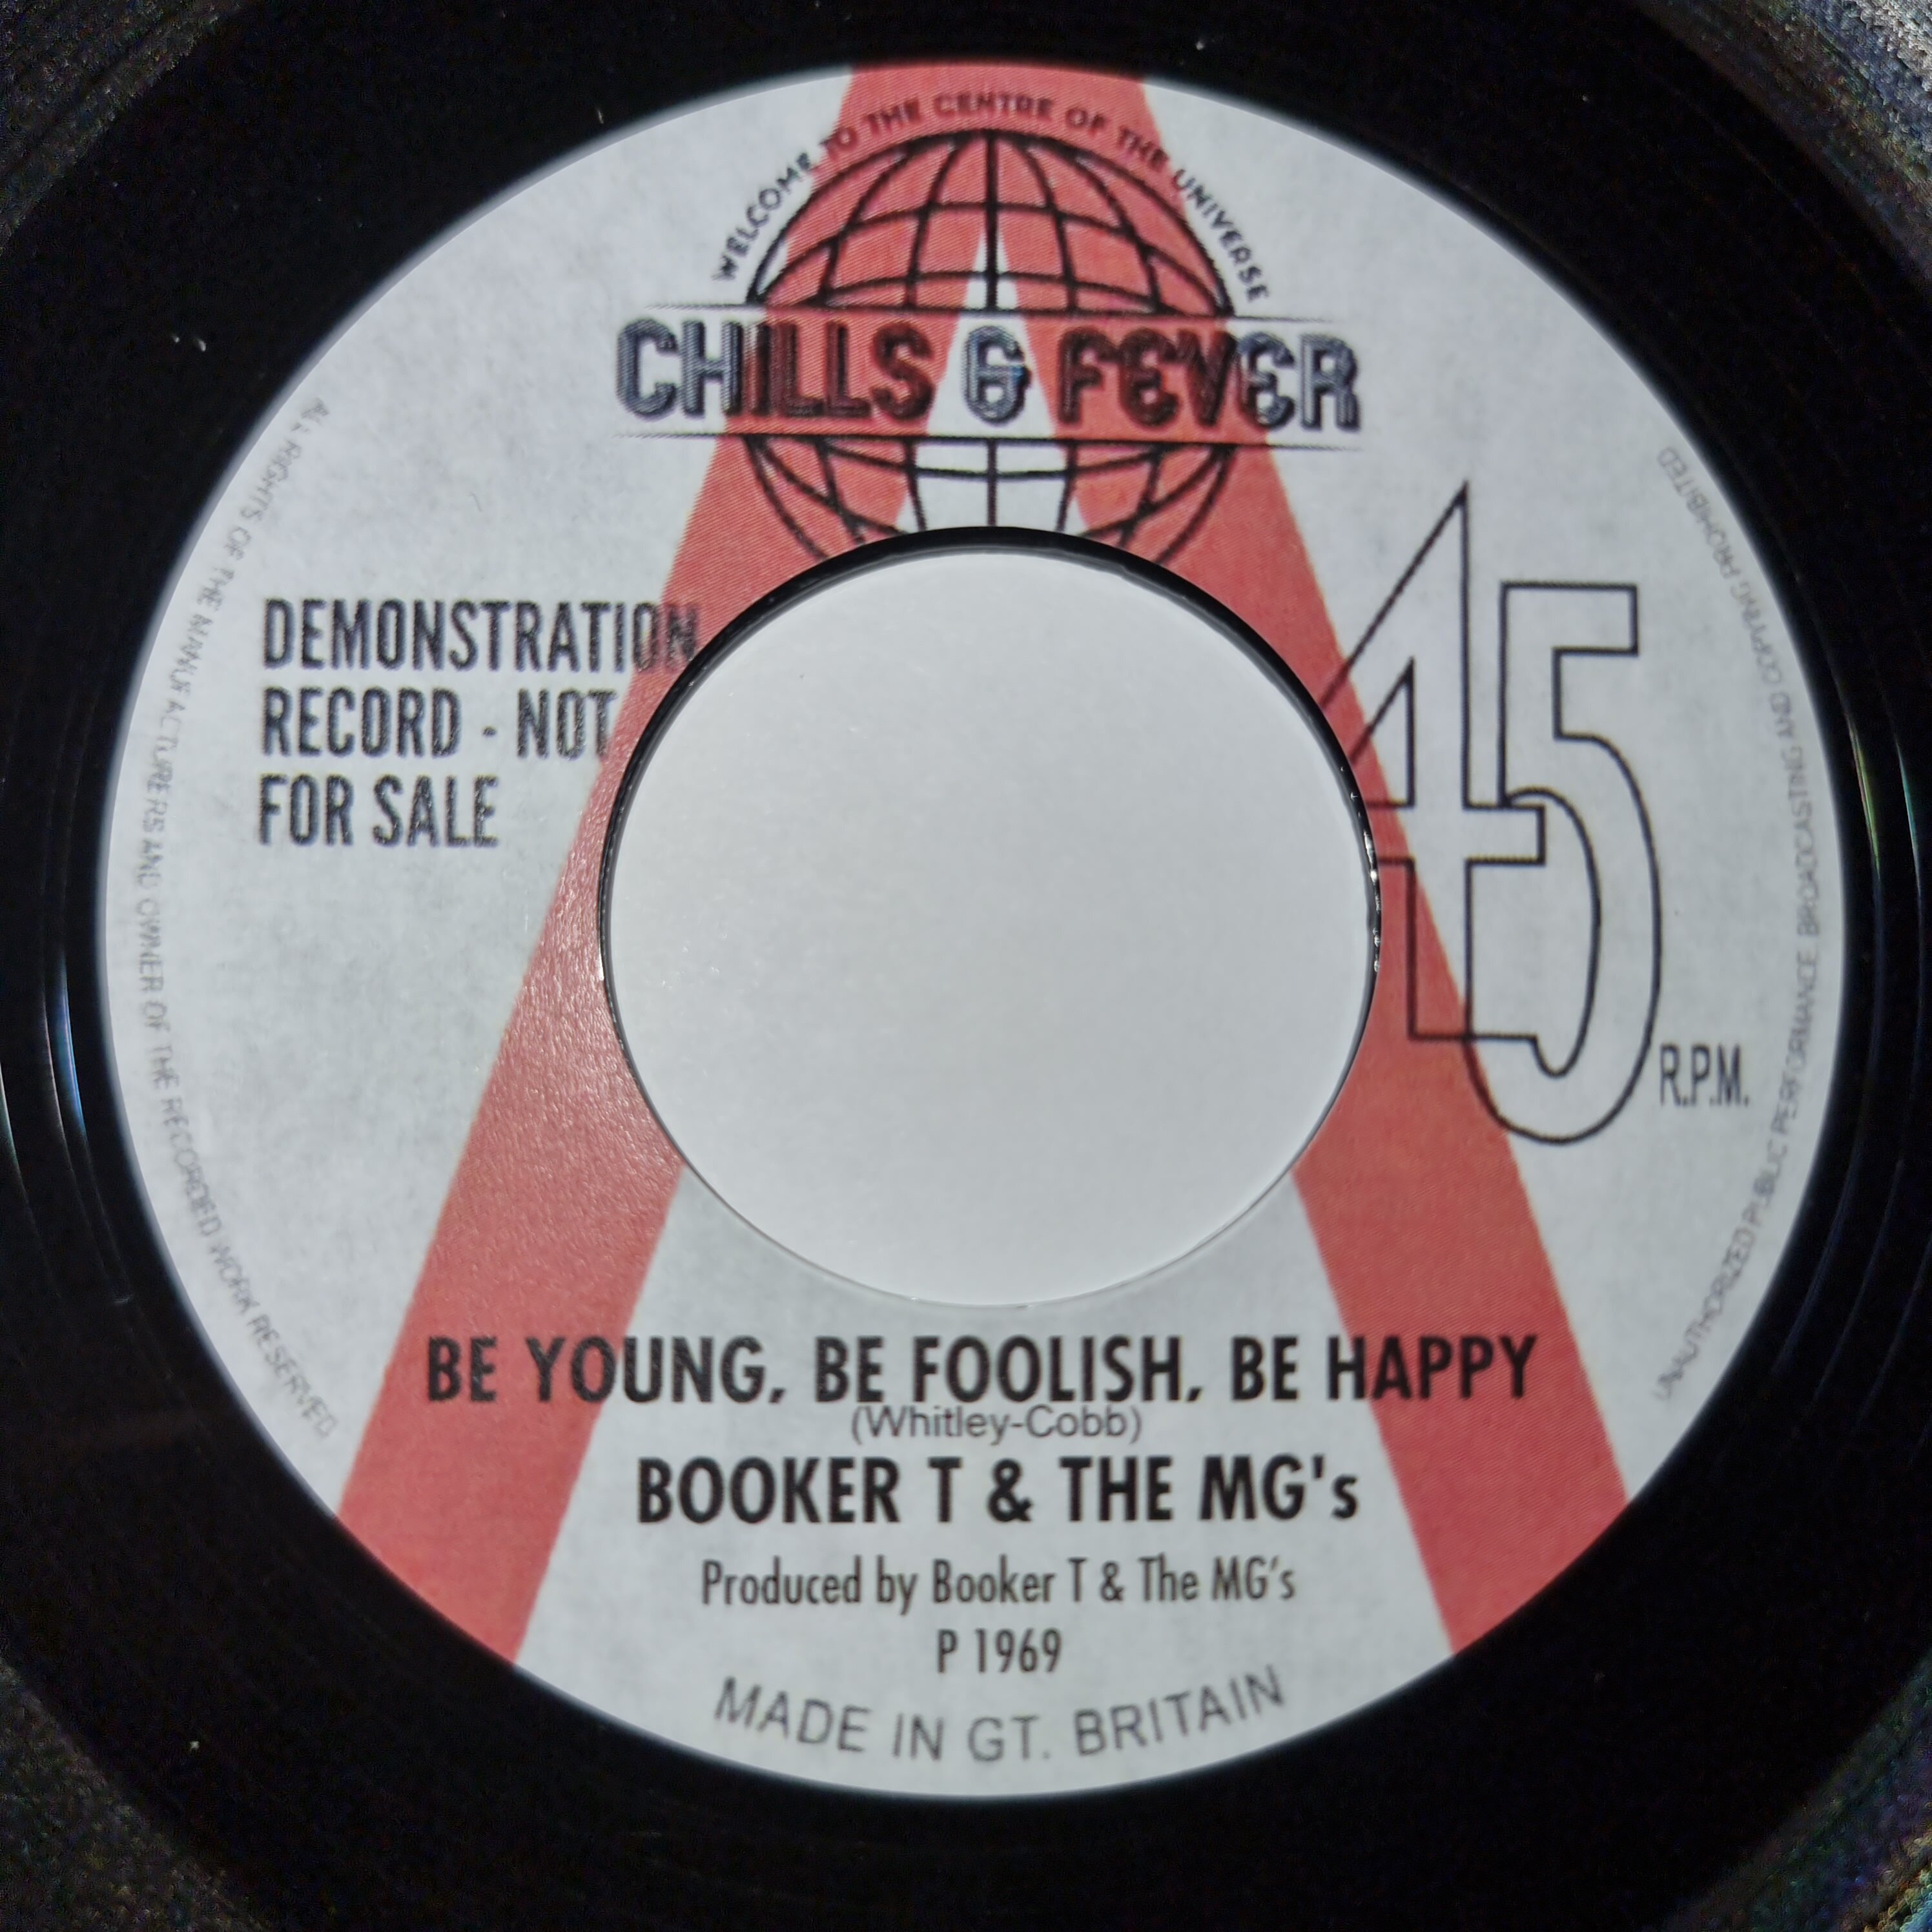 WELCOME TO THE CENTRE OF THE UNIVERSE
CHILLS & FEVER
DEMONSTRATION
RECORD - NOT
FOR SALE
45
R.P.M.
BE YOUNG, BE FOOLISH, BE HAPPY
(Whitley-Cobb)
BOOKER T & THE MG's
Produced by Booker T & The MG's
P 1969
MADE IN GT. BRITAIN
ALL RIGHTS OF THE MANUFACTURERS AND OWNER OF THE RECORDED WORK RESERVED
UNAUTHORIZED PUBLIC PERFORMANCE BROADCASTING AND COPYING PROHIBITED